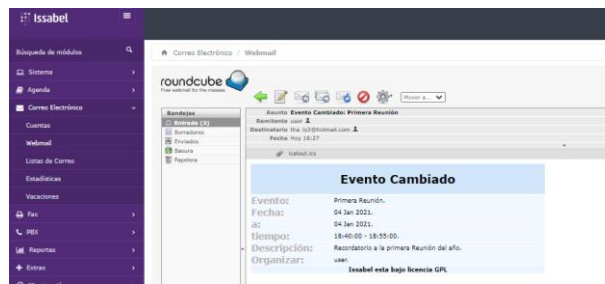 Issabel
Búsqueda de módulos
Sistema
Agenda
Correo Electrónico
Cuentas
Webmail
Listas de Correo
Estadísticas
Vacaciones
Fax
PBX
Reportes
Extras
Correo Electrónico / Webmail
roundcube
Free webmail for the masses
Mover a...
Bandejas
Entrada (2)
Borradores
Enviados
Basura
Papelera
Asunto Evento Cambiado: Primera Reunión
Remitente user
Destinatario
Fecha Hoy 18:27
icalout.ics
Evento Cambiado
Evento: Primera Reunión.
Fecha: 04 Jan 2021.
a: 04 Jan 2021.
tiempo: 18:40:00 - 18:55:00.
Descripción: Recordatorio a la primera Reunión del año.
Organizar: user.
Issabel esta bajo licencia GPL